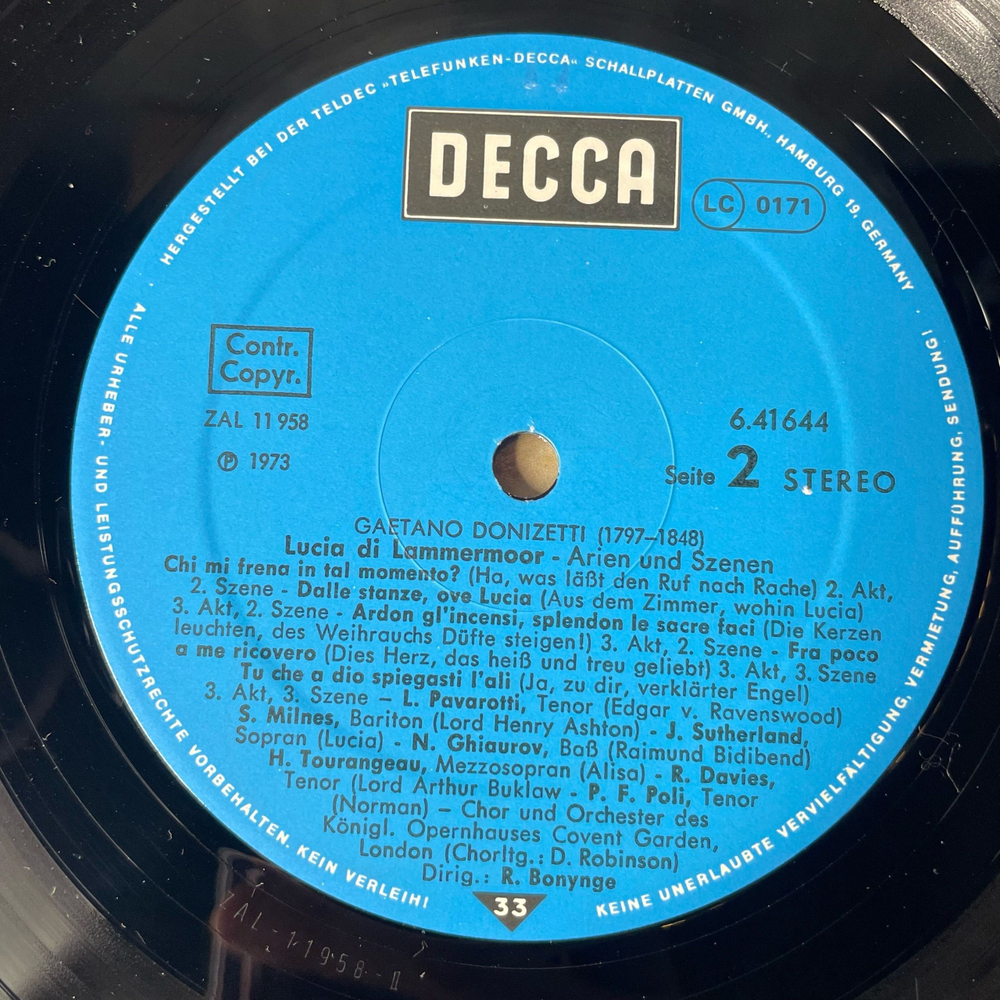 HERGESTELLT BEI DER TELDEC »TELEFUNKEN-DECCA« SCHALLPLATTEN GMBH., HAMBURG 19, GERMANY
DECCA
LC 0171
Contr.
Copyr.
ZAL 11 958
℗ 1973
6.41644
Seite 2 STEREO
GAETANO DONIZETTI (1797–1848)
Lucia di Lammermoor - Arien und Szenen
Chi mi frena in tal momento? (Ha, was läßt den Ruf nach Rache) 2. Akt,
2. Szene - Dalle stanze, ove Lucia (Aus dem Zimmer, wohin Lucia)
3. Akt, 2. Szene - Ardon gl'incensi, splendon le sacre faci (Die Kerzen
leuchten, des Weihrauchs Düfte steigen!) 3. Akt, 2. Szene - Fra poco
a me ricovero (Dies Herz, das heiß und treu geliebt) 3. Akt, 3. Szene
Tu che a dio spiegasti l'ali (Ja, zu dir, verklärter Engel)
3. Akt, 3. Szene – L. Pavarotti, Tenor (Edgar v. Ravenswood)
S. Milnes, Bariton (Lord Henry Ashton) - J. Sutherland,
Sopran (Lucia) - N. Ghiaurov, Baß (Raimund Bidibend)
H. Tourangeau, Mezzosopran (Alisa) - R. Davies,
Tenor (Lord Arthur Buklaw - P. F. Poli, Tenor
(Norman) – Chor und Orchester des
Königl. Opernhauses Covent Garden,
London (Chorltg.: D. Robinson)
Dirig.: R. Bonynge
33
ALLE URHEBER- UND LEISTUNGSSCHUTZRECHTE VORBEHALTEN. KEIN VERLEIH!
KEINE UNERLAUBTE VERVIELFÄLTIGUNG, VERMIETUNG, AUFFÜHRUNG, SENDUNG!
ZAL-11958-II